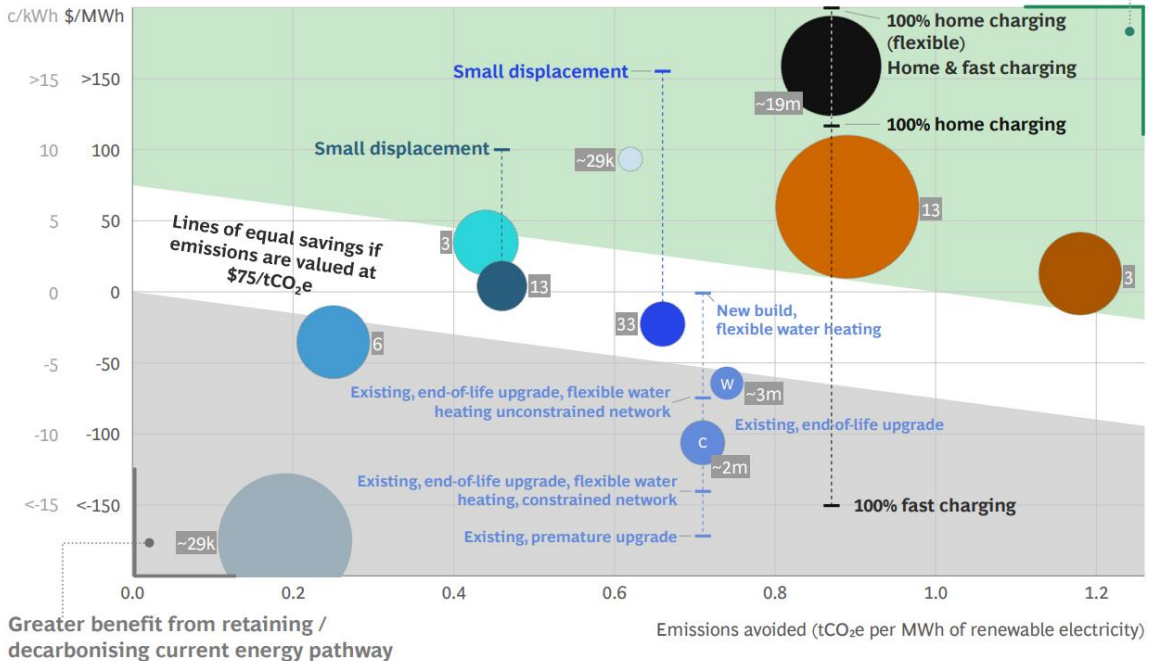 c/kWh $/MWh
100% home charging
(flexible)
Small displacement
Home & fast charging
>15 >150
~19m
100% home charging
10 100
Small displacement
~29k
5 50
Lines of equal savings if
emissions are valued at
$75/tCO₂e
3
13
13
3
0 0
New build,
flexible water heating
6
33
-5 -50
W
~3m
Existing, end-of-life upgrade, flexible water
heating unconstrained network
Existing, end-of-life upgrade
-10 -100
C
~2m
Existing, end-of-life upgrade, flexible water
heating, constrained network
<-15 <-150
100% fast charging
Existing, premature upgrade
~29k
0.0 0.2 0.4 0.6 0.8 1.0 1.2
Greater benefit from retaining /
decarbonising current energy pathway
Emissions avoided (tCO₂e per MWh of renewable electricity)